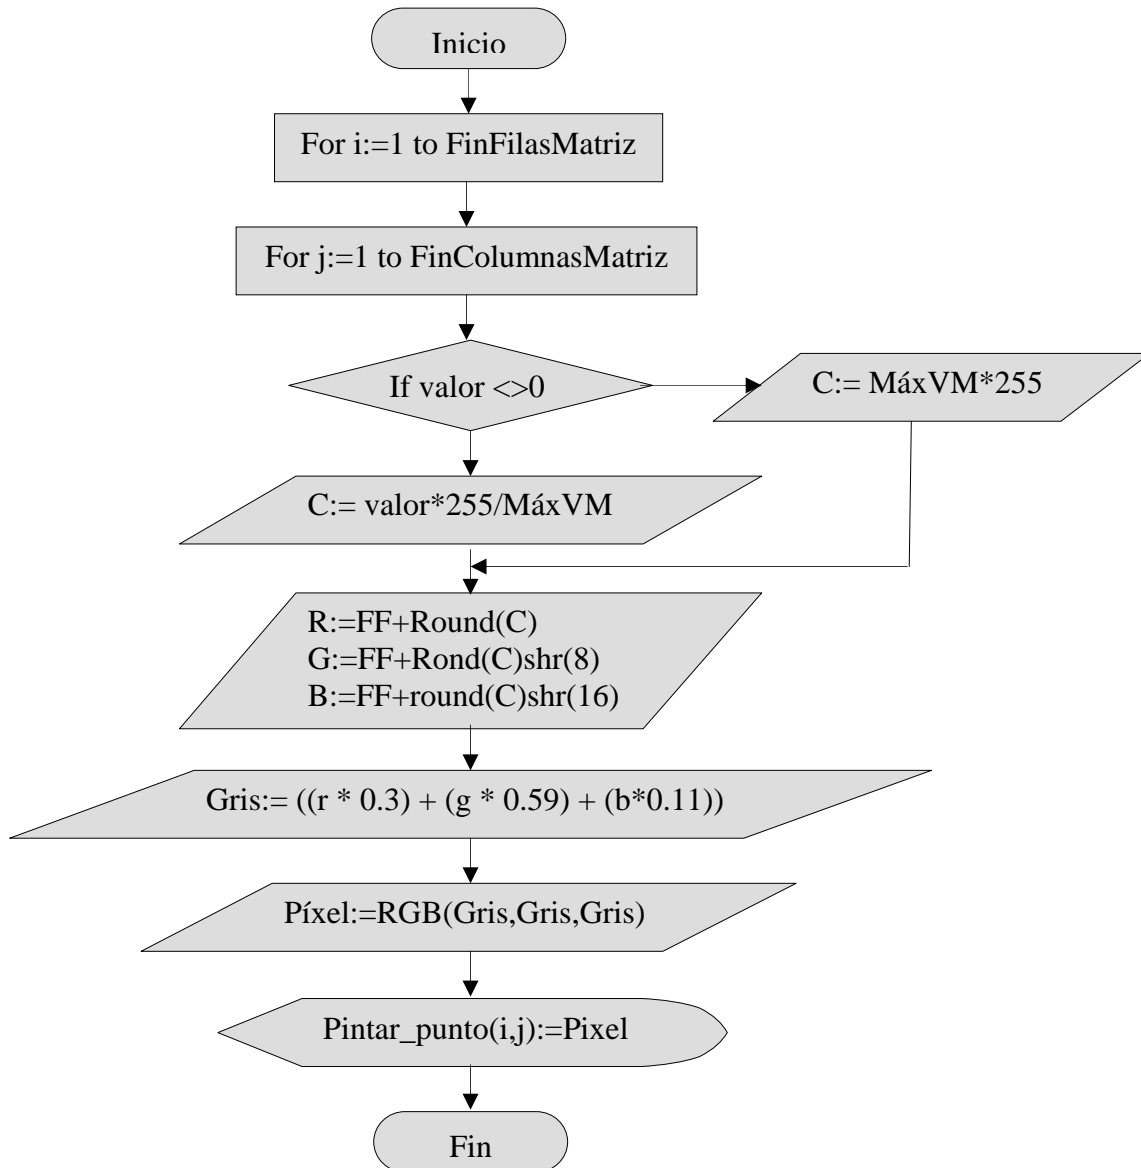 Inicio
For i:=1 to FinFilasMatriz
For j:=1 to FinColumnasMatriz
If valor <>0
C:= MáxVM*255
C:= valor*255/MáxVM
R:=FF+Round(C)
G:=FF+Rond(C)shr(8)
B:=FF+round(C)shr(16)
Gris:= ((r * 0.3) + (g * 0.59) + (b*0.11))
Píxel:=RGB(Gris,Gris,Gris)
Pintar_punto(i,j):=Pixel
Fin